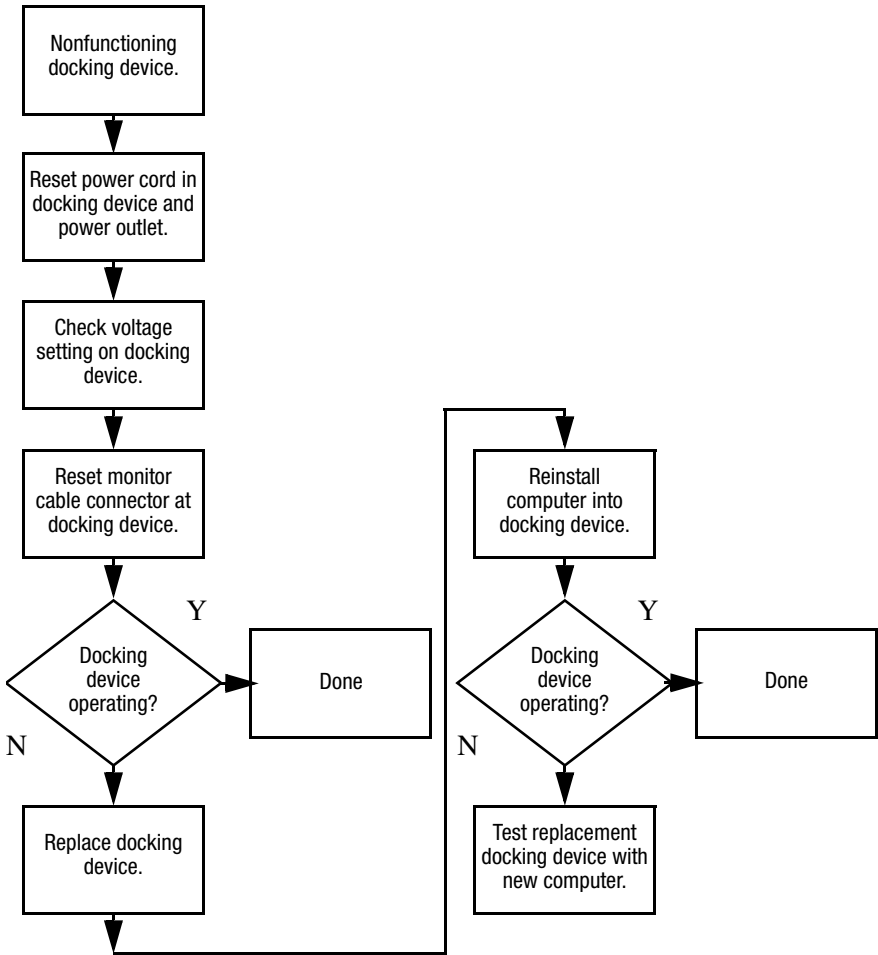 Nonfunctioning
docking device.
Reset power cord in
docking device and
power outlet.
Check voltage
setting on docking
device.
Reset monitor
cable connector at
docking device.
Y
Docking
device
operating?
Done
N
Replace docking
device.
Reinstall
computer into
docking device.
Y
Docking
device
operating?
Done
N
Test replacement
docking device with
new computer.